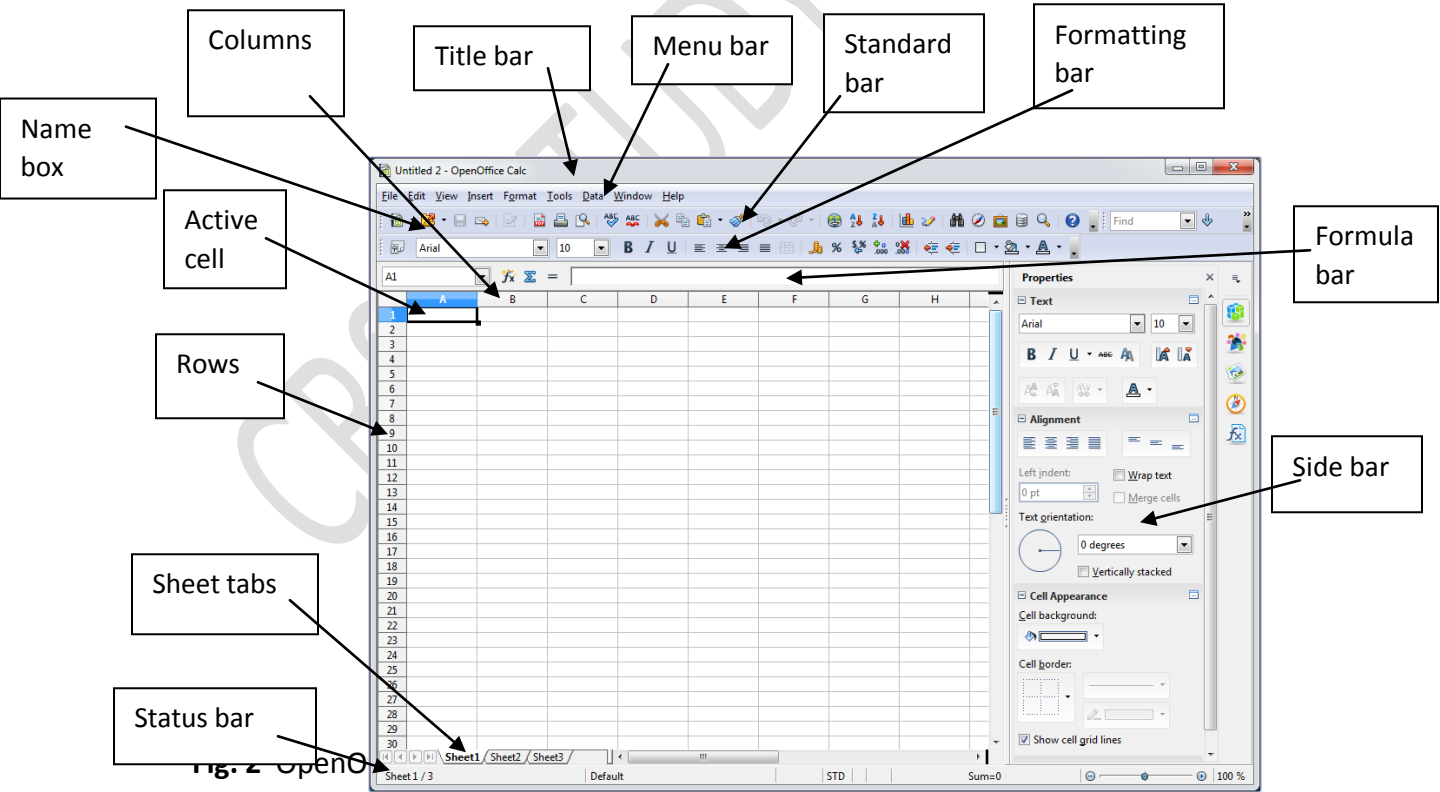 Columns
Title bar
Menu bar
Standard
bar
Formatting
bar
Name
box
Active
cell
Rows
Sheet tabs
Status bar
Formula
bar
Side bar
Untitled 2 - OpenOffice Calc
File Edit View Insert Format Tools Data Window Help
Find
Arial 10 B I U
A1 =
A B C D E F G H
1
2
3
4
5
6
7
8
9
10
11
12
13
14
15
16
17
18
19
20
21
22
23
24
25
26
27
28
29
30
Sheet1 Sheet2 Sheet3
Sheet 1 / 3 Default STD Sum=0 100 %
Properties
Text
Arial 10
B I U ABC
Alignment
Left indent: Wrap text
0 pt Merge cells
Text orientation:
0 degrees
Vertically stacked
Cell Appearance
Cell background:
Cell border:
Show cell grid lines
Fig. 2 OpenO